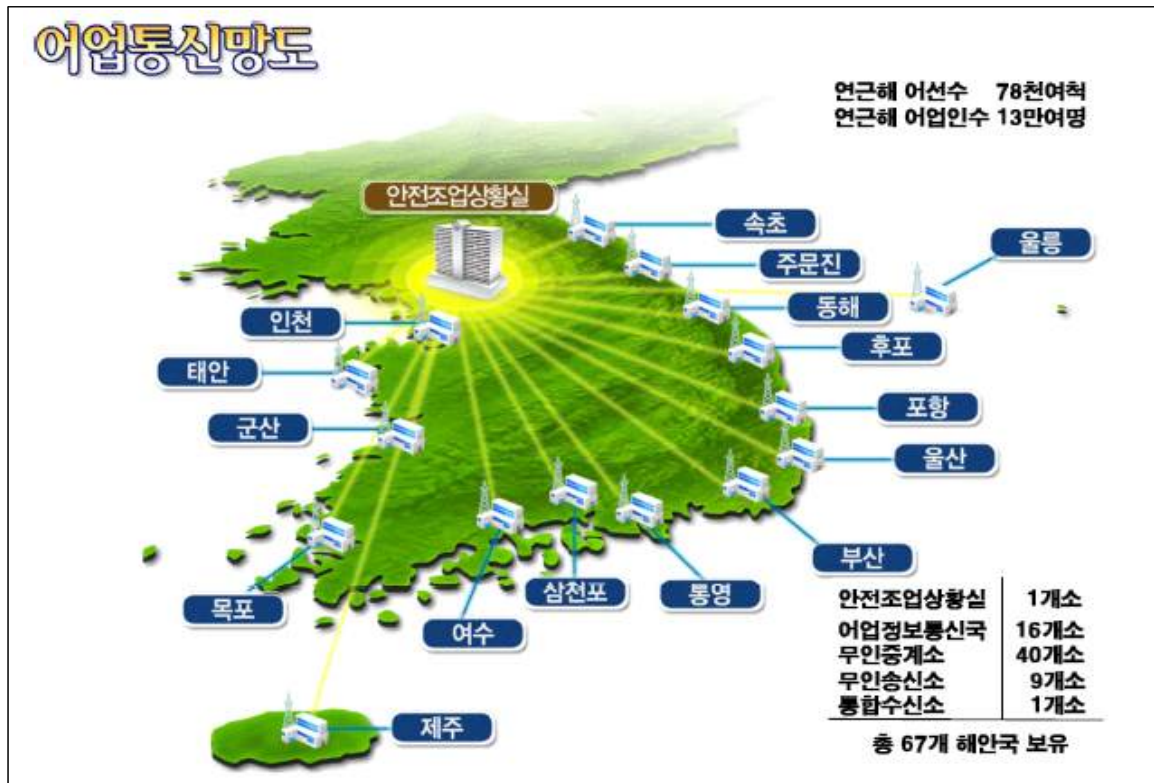 어업통신망도
연근해 어선수 78천여척
연근해 어업인수 13만여명
안전조업상황실
속초
울릉
주문진
동해
인천
후포
태안
포항
군산
울산
부산
삼천포
통영
목포
여수
제주
안전조업상황실 1개소
어업정보통신국 16개소
무인중계소 40개소
무인송신소 9개소
통합수신소 1개소
총 67개 해안국 보유